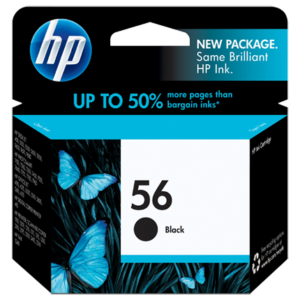 hp
NEW PACKAGE.
Same Brilliant
HP Ink.
UP TO 50% more pages than
bargain inks*
56
Black